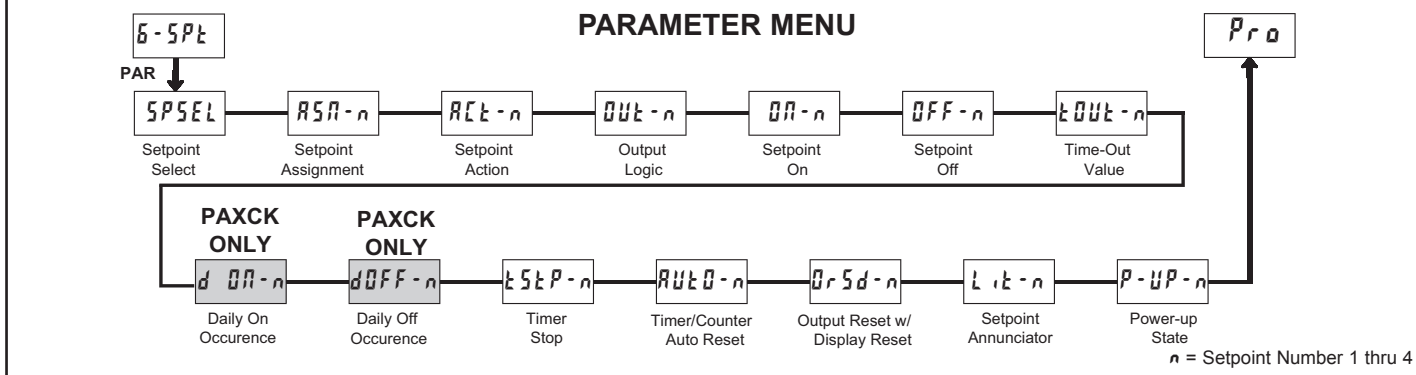 PARAMETER MENU
6-SPt
Pro
PAR
SPSEL
ASN-n
ACt-n
OUt-n
ON-n
OFF-n
tOUt-n
Setpoint
Select
Setpoint
Assignment
Setpoint
Action
Output
Logic
Setpoint
On
Setpoint
Off
Time-Out
Value
PAXCK
ONLY
PAXCK
ONLY
d ON-n
dOFF-n
tStP-n
AUtO-n
OrSd-n
Lit-n
P-UP-n
Daily On
Occurence
Daily Off
Occurence
Timer
Stop
Timer/Counter
Auto Reset
Output Reset w/
Display Reset
Setpoint
Annunciator
Power-up
State
n = Setpoint Number 1 thru 4